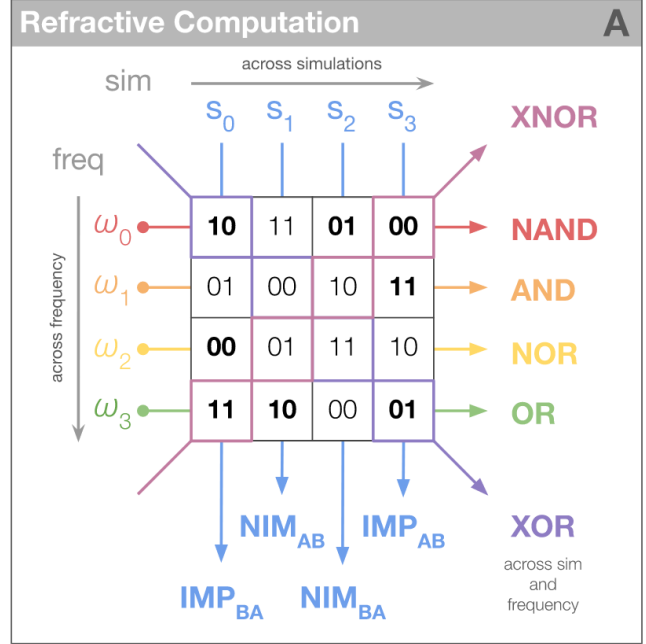 Refractive Computation A
across simulations
sim
S0 S1 S2 S3
XNOR
freq
across frequency
ω0 10 11 01 00 NAND
ω1 01 00 10 11 AND
ω2 00 01 11 10 NOR
ω3 11 10 00 01 OR
NIMAB IMPAB XOR
IMPBA NIMBA
across sim
and
frequency